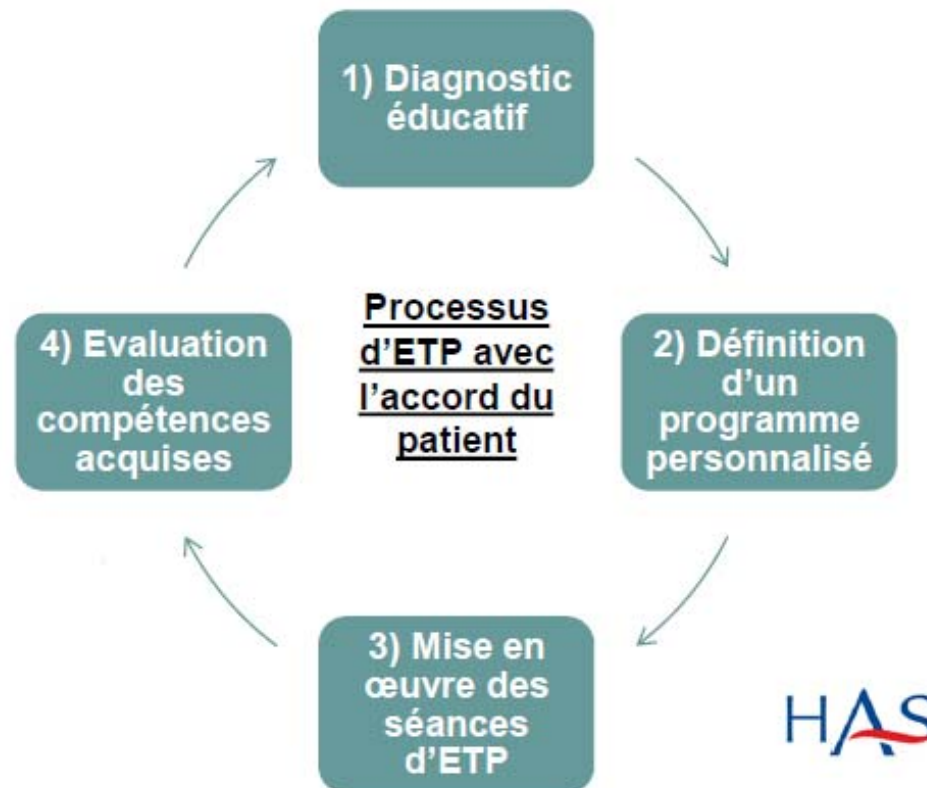 1) Diagnostic
éducatif
Processus
d'ETP avec
l'accord du
patient
2) Définition
d'un
programme
personnalisé
3) Mise en
œuvre des
séances
d'ETP
4) Evaluation
des
compétences
acquises
HAS